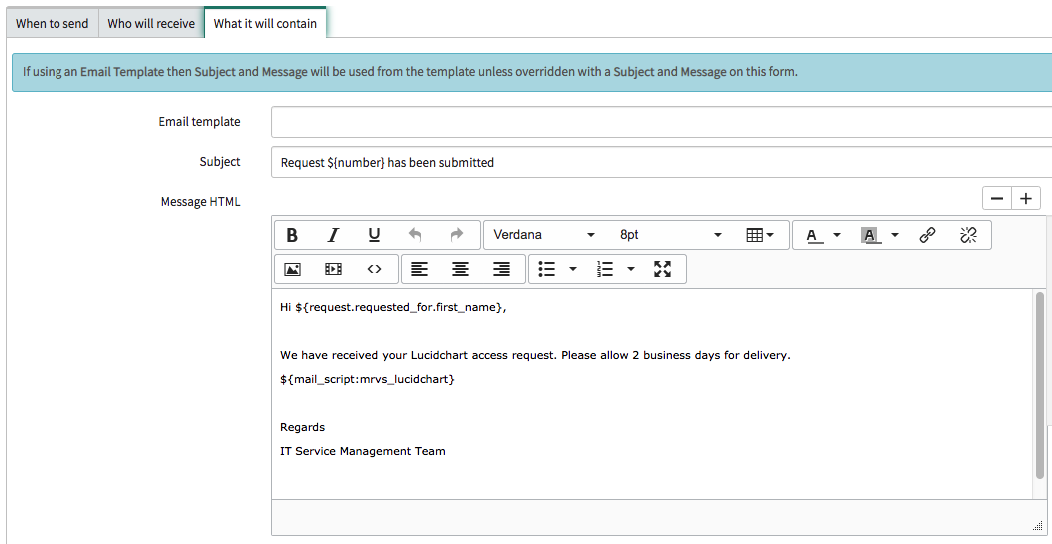 When to send
Who will receive
What it will contain
If using an Email Template then Subject and Message will be used from the template unless overridden with a Subject and Message on this form.
Email template
Subject
Request ${number} has been submitted
Message HTML
B I U Verdana 8pt A A
Hi ${request.requested_for.first_name},
We have received your Lucidchart access request. Please allow 2 business days for delivery.
${mail_script:mrvs_lucidchart}
Regards
IT Service Management Team